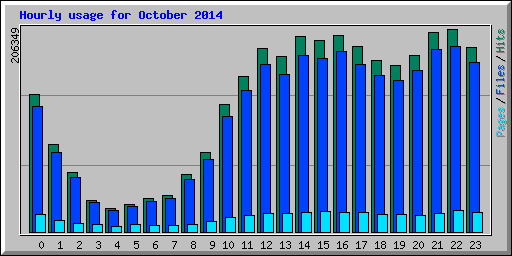 Hourly usage for October 2014
206349
Pages/Files/Hits
0 1 2 3 4 5 6 7 8 9 10 11 12 13 14 15 16 17 18 19 20 21 22 23